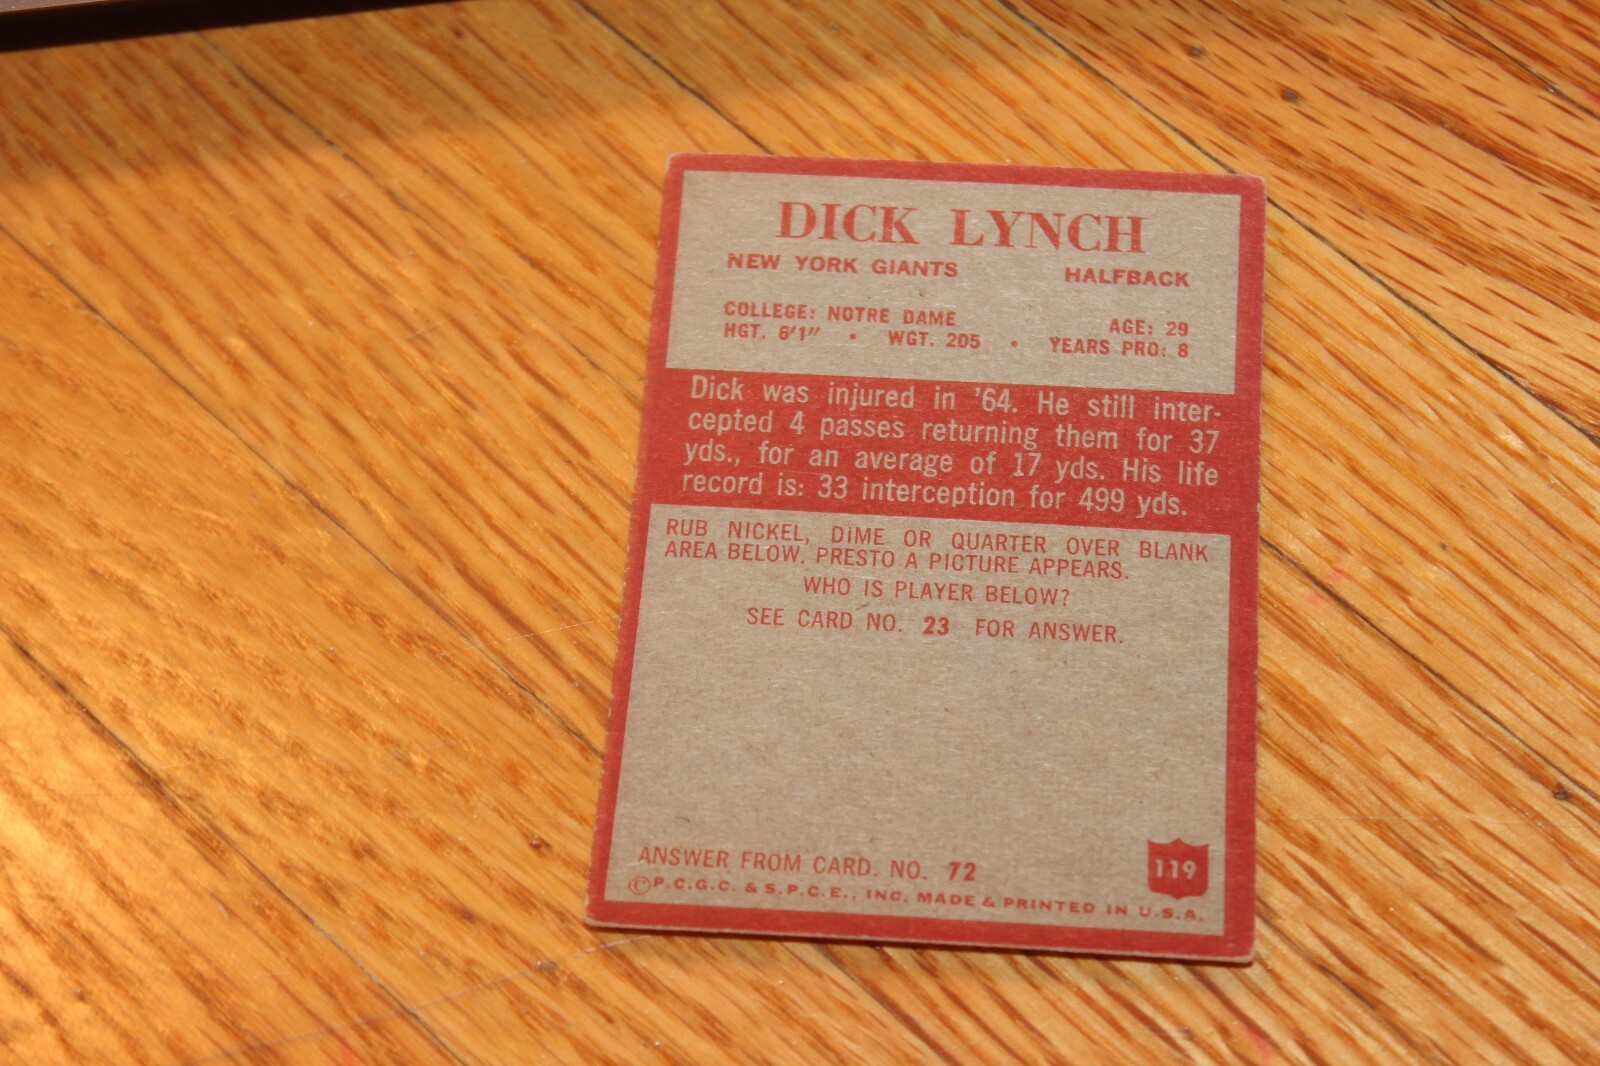 DICK LYNCH
NEW YORK GIANTS HALFBACK
COLLEGE: NOTRE DAME AGE: 29
HGT. 6'1" • WGT. 205 • YEARS PRO: 8
Dick was injured in '64. He still inter-
cepted 4 passes returning them for 37
yds., for an average of 17 yds. His life
record is: 33 interception for 499 yds.
RUB NICKEL, DIME OR QUARTER OVER BLANK
AREA BELOW. PRESTO A PICTURE APPEARS.
WHO IS PLAYER BELOW?
SEE CARD NO. 23 FOR ANSWER.
ANSWER FROM CARD. NO. 72
119
©P.C.G.C. & S.P.C.E., INC. MADE & PRINTED IN U.S.A.